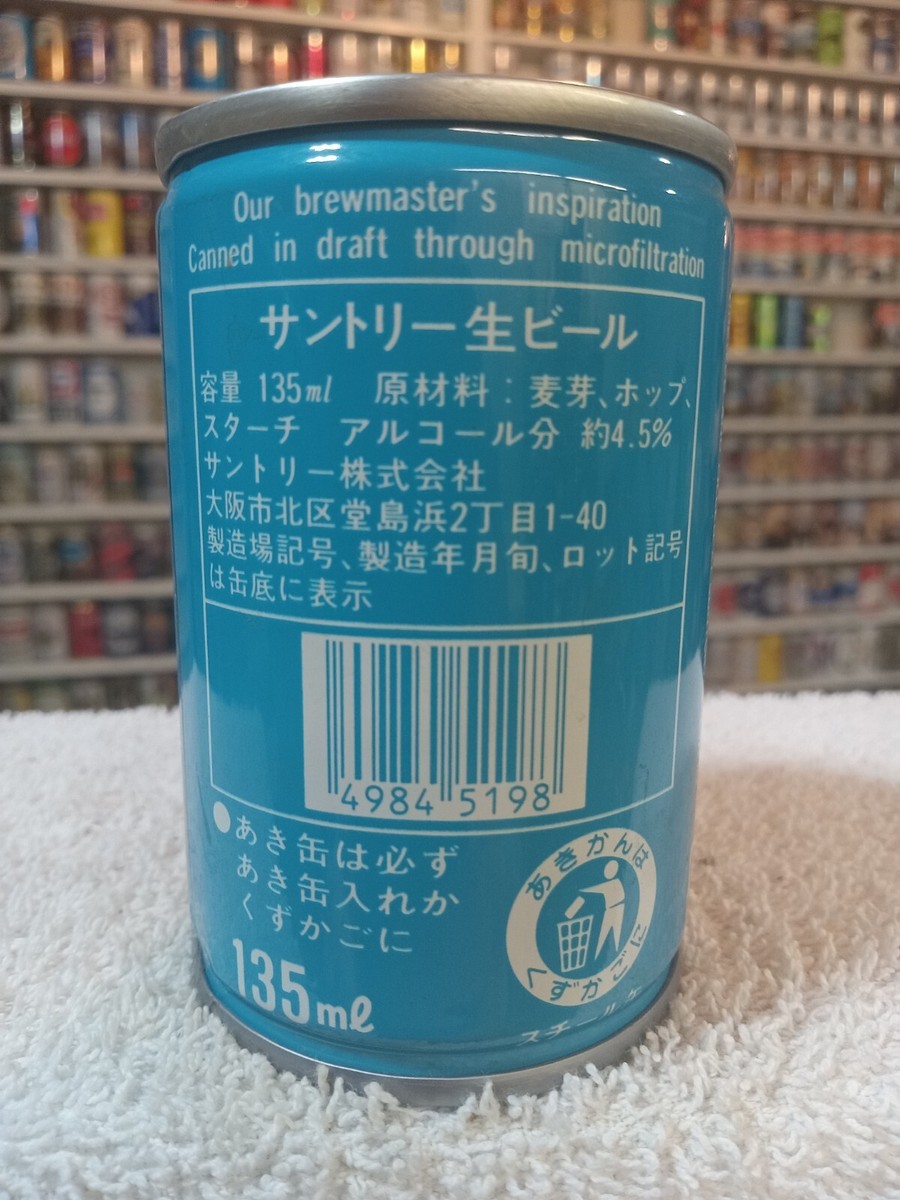 Our brewmaster's inspiration
Canned in draft through microfiltration
サントリー生ビール
容量 135ml 原材料：麦芽、ホップ、
スターチ アルコール分 約4.5%
サントリー株式会社
大阪市北区堂島浜2丁目1-40
製造場記号、製造年月旬、ロット記号
は缶底に表示
4984 5198
●あき缶は必ず
あき缶入れか
くずかごに
135ml
あきかんは
くずかごに
スチール